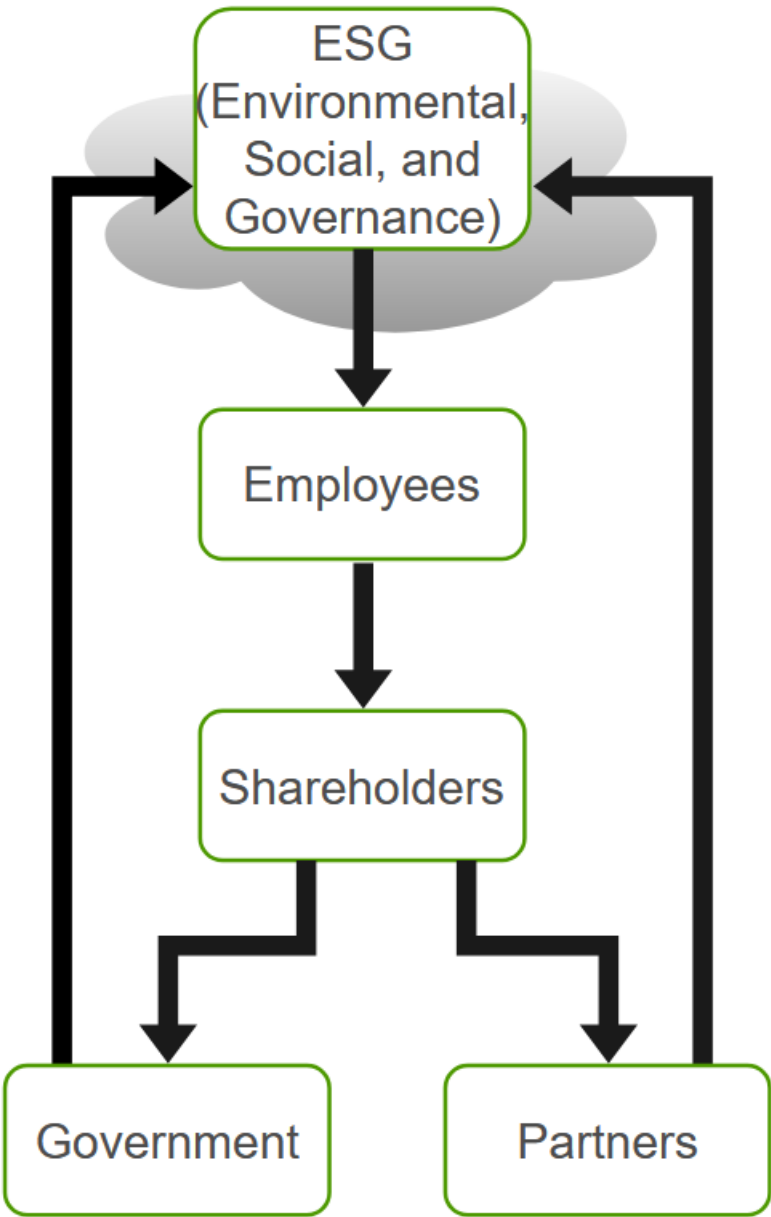 ESG
(Environmental,
Social, and
Governance)
Employees
Shareholders
Government
Partners